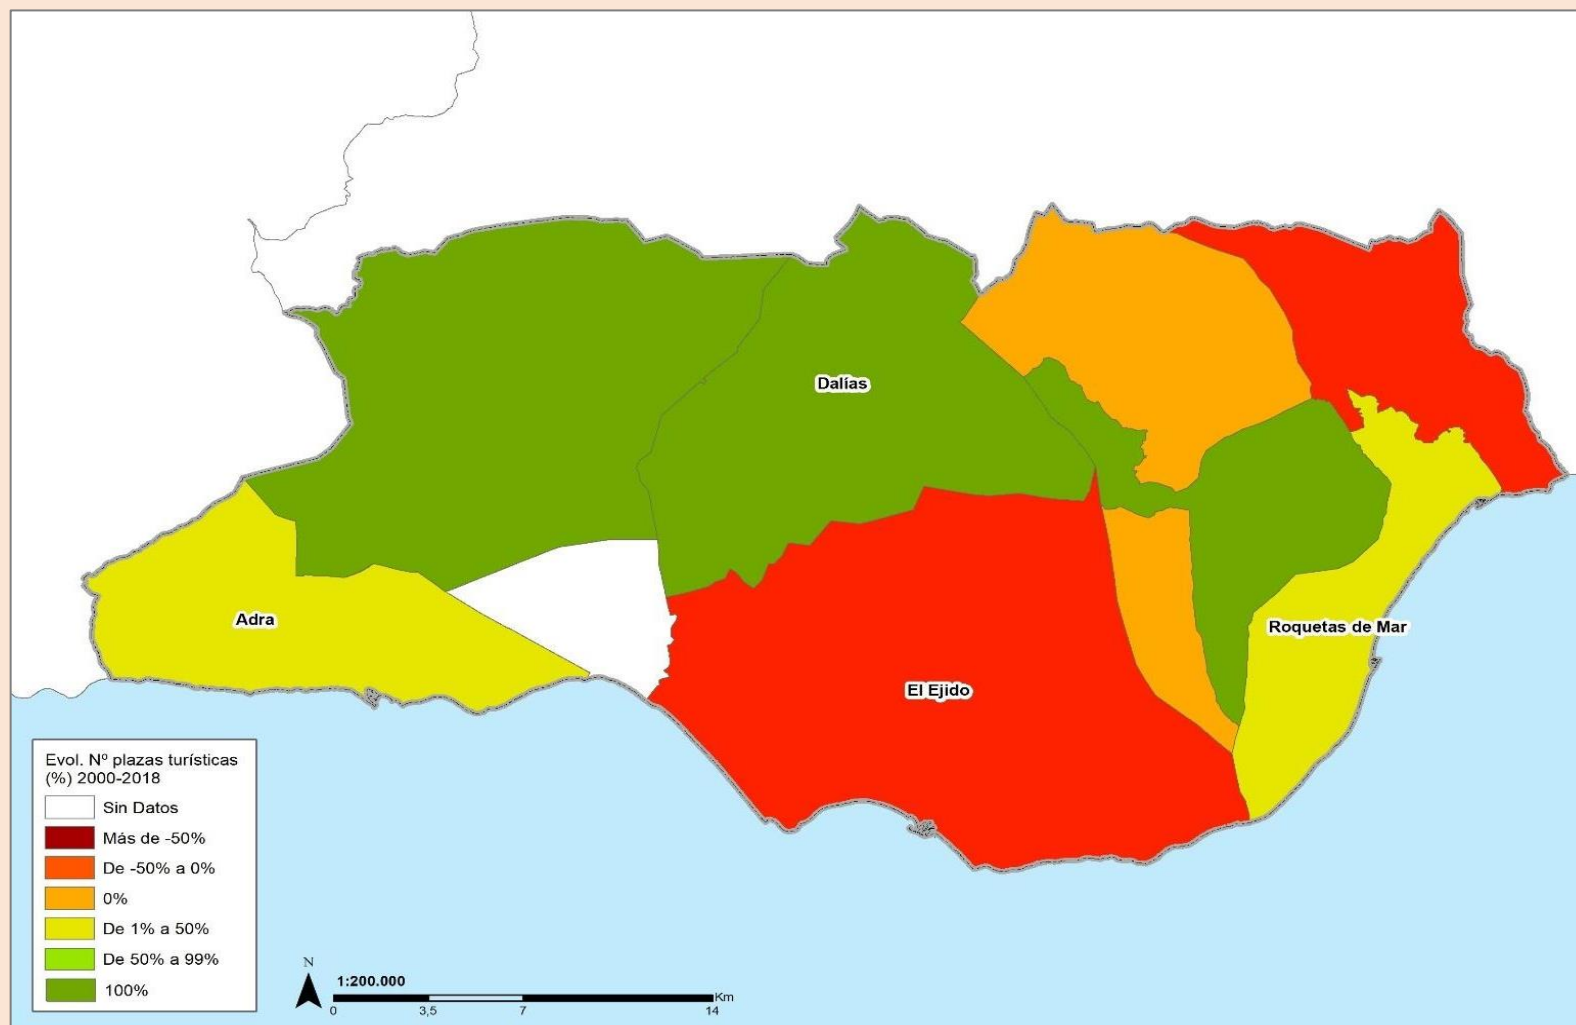 Dalías
Adra
Roquetas de Mar
El Ejido
Evol. Nº plazas turísticas
(%) 2000-2018
Sin Datos
Más de -50%
De -50% a 0%
0%
De 1% a 50%
De 50% a 99%
100%
N
1:200.000
Km
0 3,5 7 14